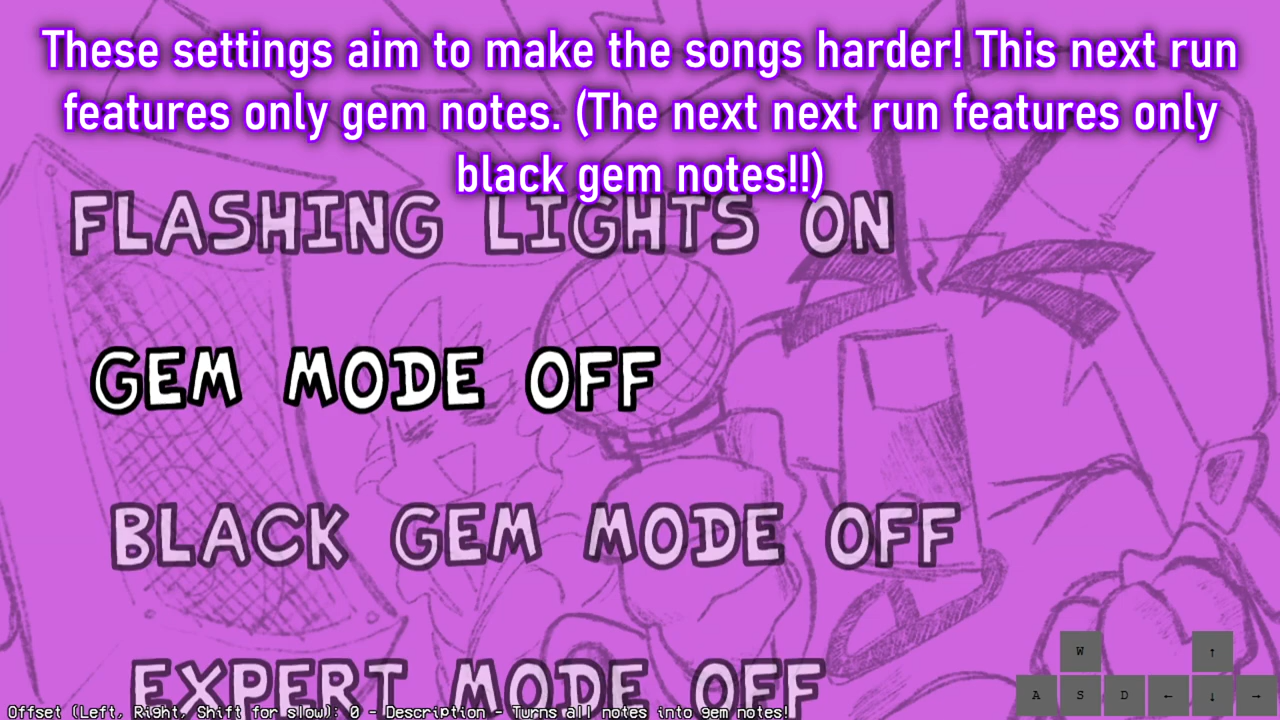 These settings aim to make the songs harder! This next run
features only gem notes. (The next next run features only
black gem notes!!)
FLASHING LIGHTS ON
GEM MODE OFF
BLACK GEM MODE OFF
EXPERT MODE OFF
W ↑
A S D ← ↓ →
Offset (Left, Right, Shift for slow): 0 - Description - Turns all notes into gem notes!